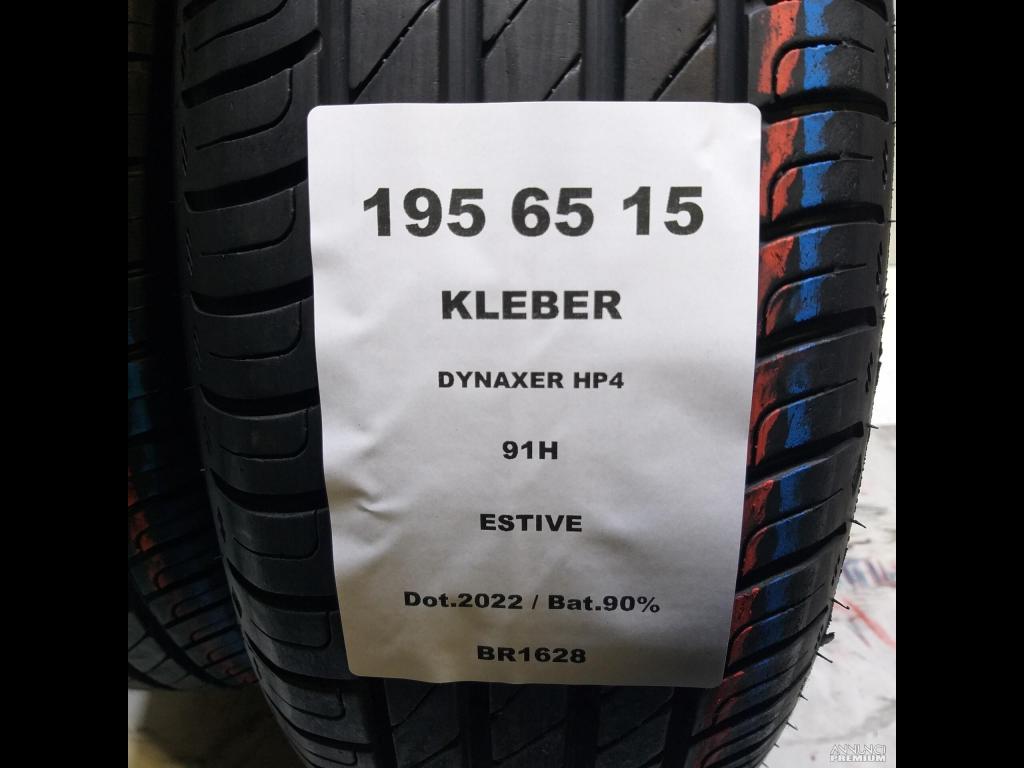 195 65 15
KLEBER
DYNAXER HP4
91H
ESTIVE
Dot.2022 / Bat.90%
BR1628
ANNUNCI
PREMIUM